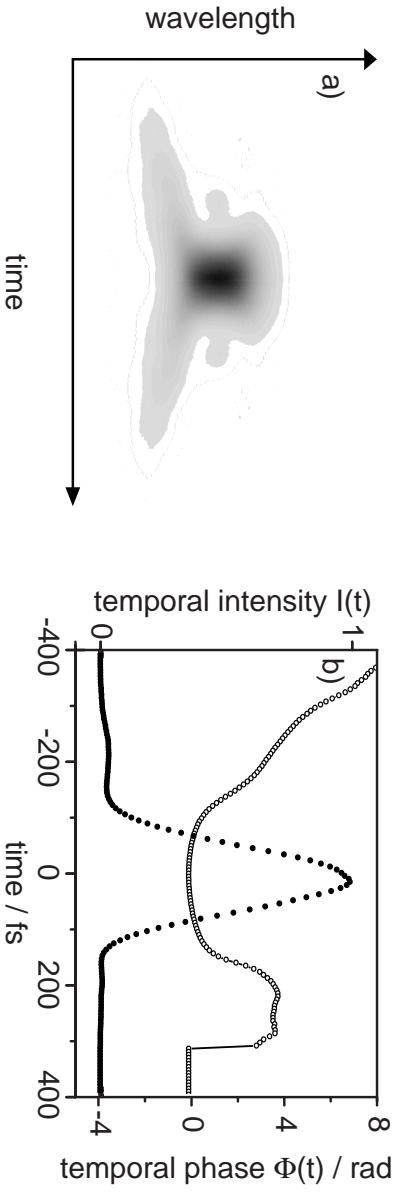 wavelength
a)
time
temporal intensity I(t)
0
1
b)
-400
-200
0
200
400
time / fs
-4
0
4
8
temporal phase Φ(t) / rad